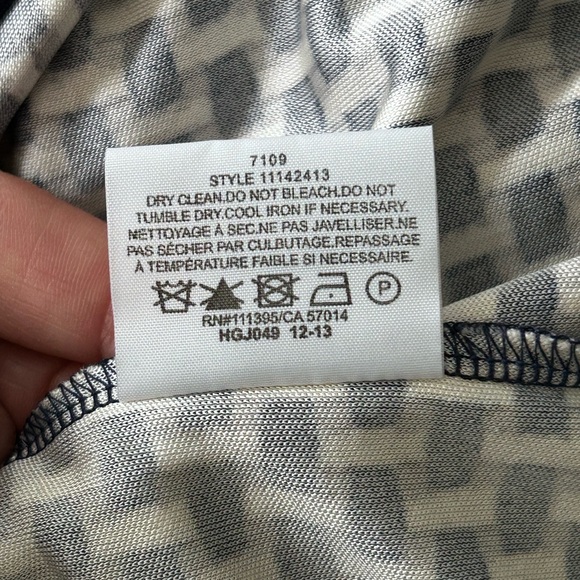 7109
STYLE 11142413
DRY CLEAN.DO NOT BLEACH.DO NOT
TUMBLE DRY.COOL IRON IF NECESSARY.
NETTOYAGE À SEC.NE PAS JAVELLISER.NE
PAS SÉCHER PAR CULBUTAGE.REPASSAGE
À TEMPÉRATURE FAIBLE SI NÉCESSAIRE.
P
RN#111395/CA 57014
HGJ049 12-13